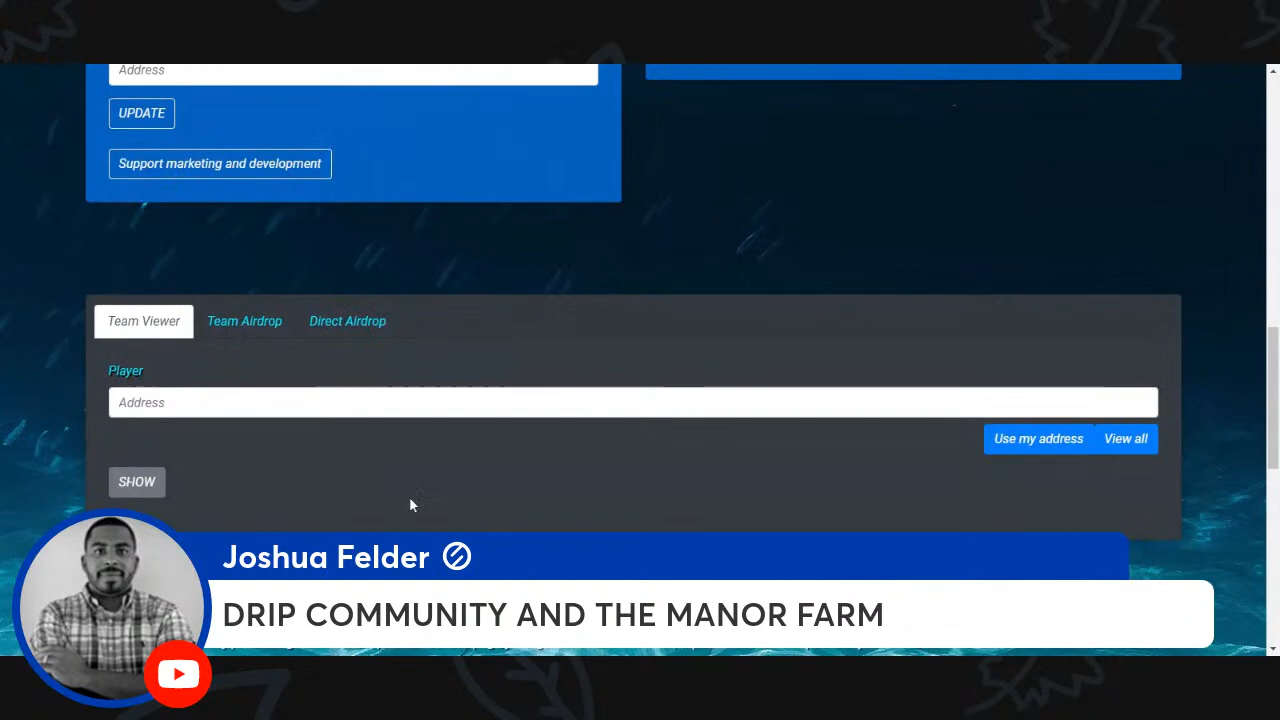 Address
UPDATE
Support marketing and development
Team Viewer Team Airdrop Direct Airdrop
Player
Address
Use my address View all
SHOW
Joshua Felder
DRIP COMMUNITY AND THE MANOR FARM